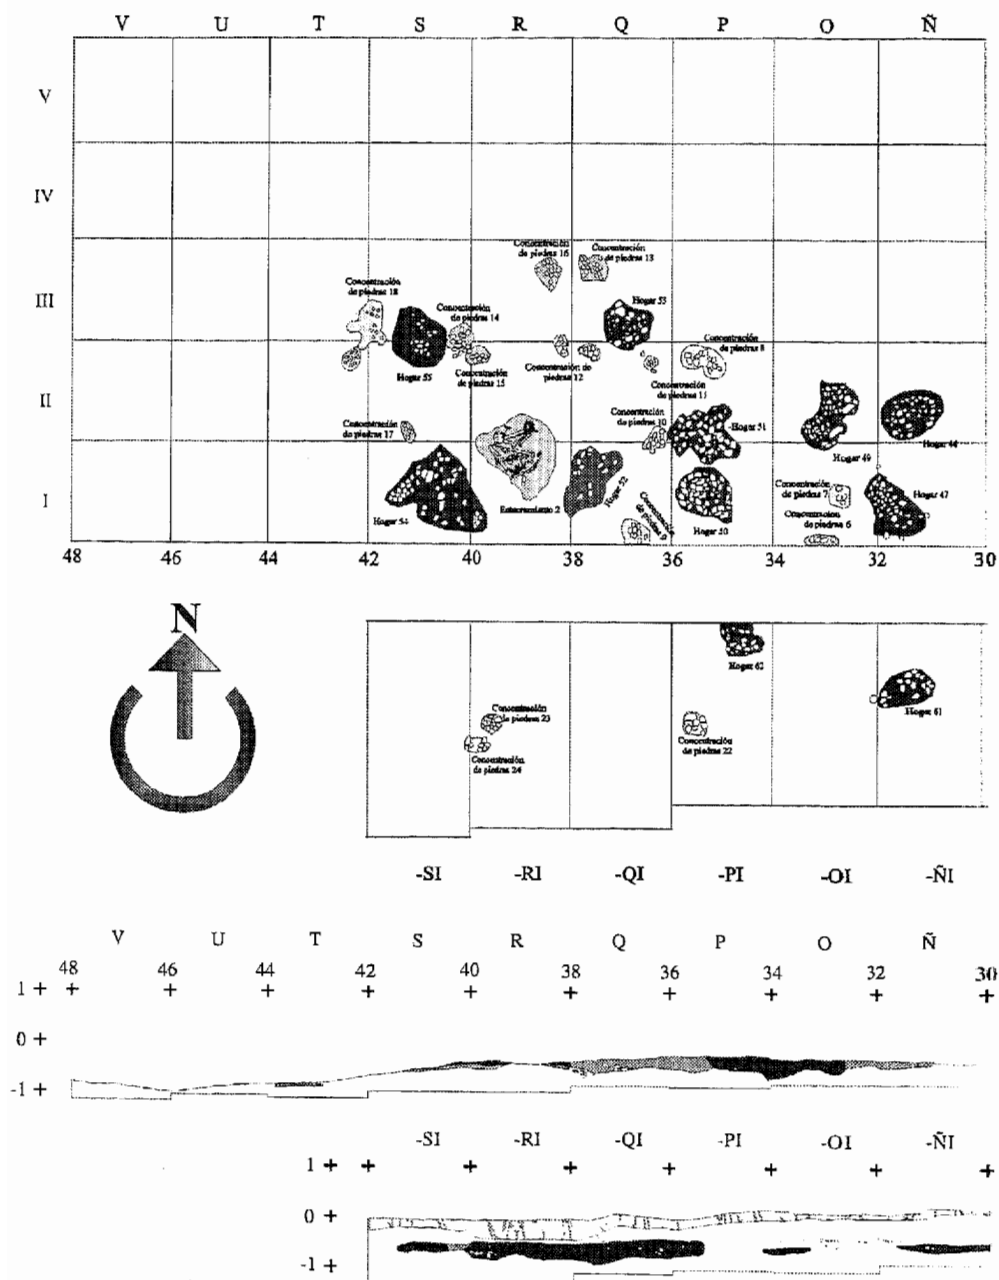 V U T S R Q P O Ñ
V
IV
Concentración
de piedras 16
Concentración
de piedras 13
Concentración
de piedras 18
III
Hogar 53
Concentración
de piedras 14
Concentración
de piedras 8
Hogar 55
Concentración
de piedras 15
Concentración de
piedras 12
Concentración
de piedras 11
II
Concentración
de piedras 10
Concentración
de piedras 17
Hogar 51
Hogar 49
I
Hogar 54
Enterramiento 2
Hogar 52
Hogar 50
Concentración
de piedras 7
Concentración
de piedras 6
Hogar 47
48 42 40 38 36 34 32 30
N
Hogar 62
Hogar 61
Concentración
de piedras 23
Concentración
de piedras 24
Concentración
de piedras 22
-SI -RI -QI -PI -OI -ÑI
V U T S R Q P O Ñ
48 46 44 42 40 38 36 34 32 30
1 + + + + + + + + + + +
0 +
-1 +
-SI -RI -QI -PI -OI -ÑI
1 + + + + + + + +
0 +
-1 +